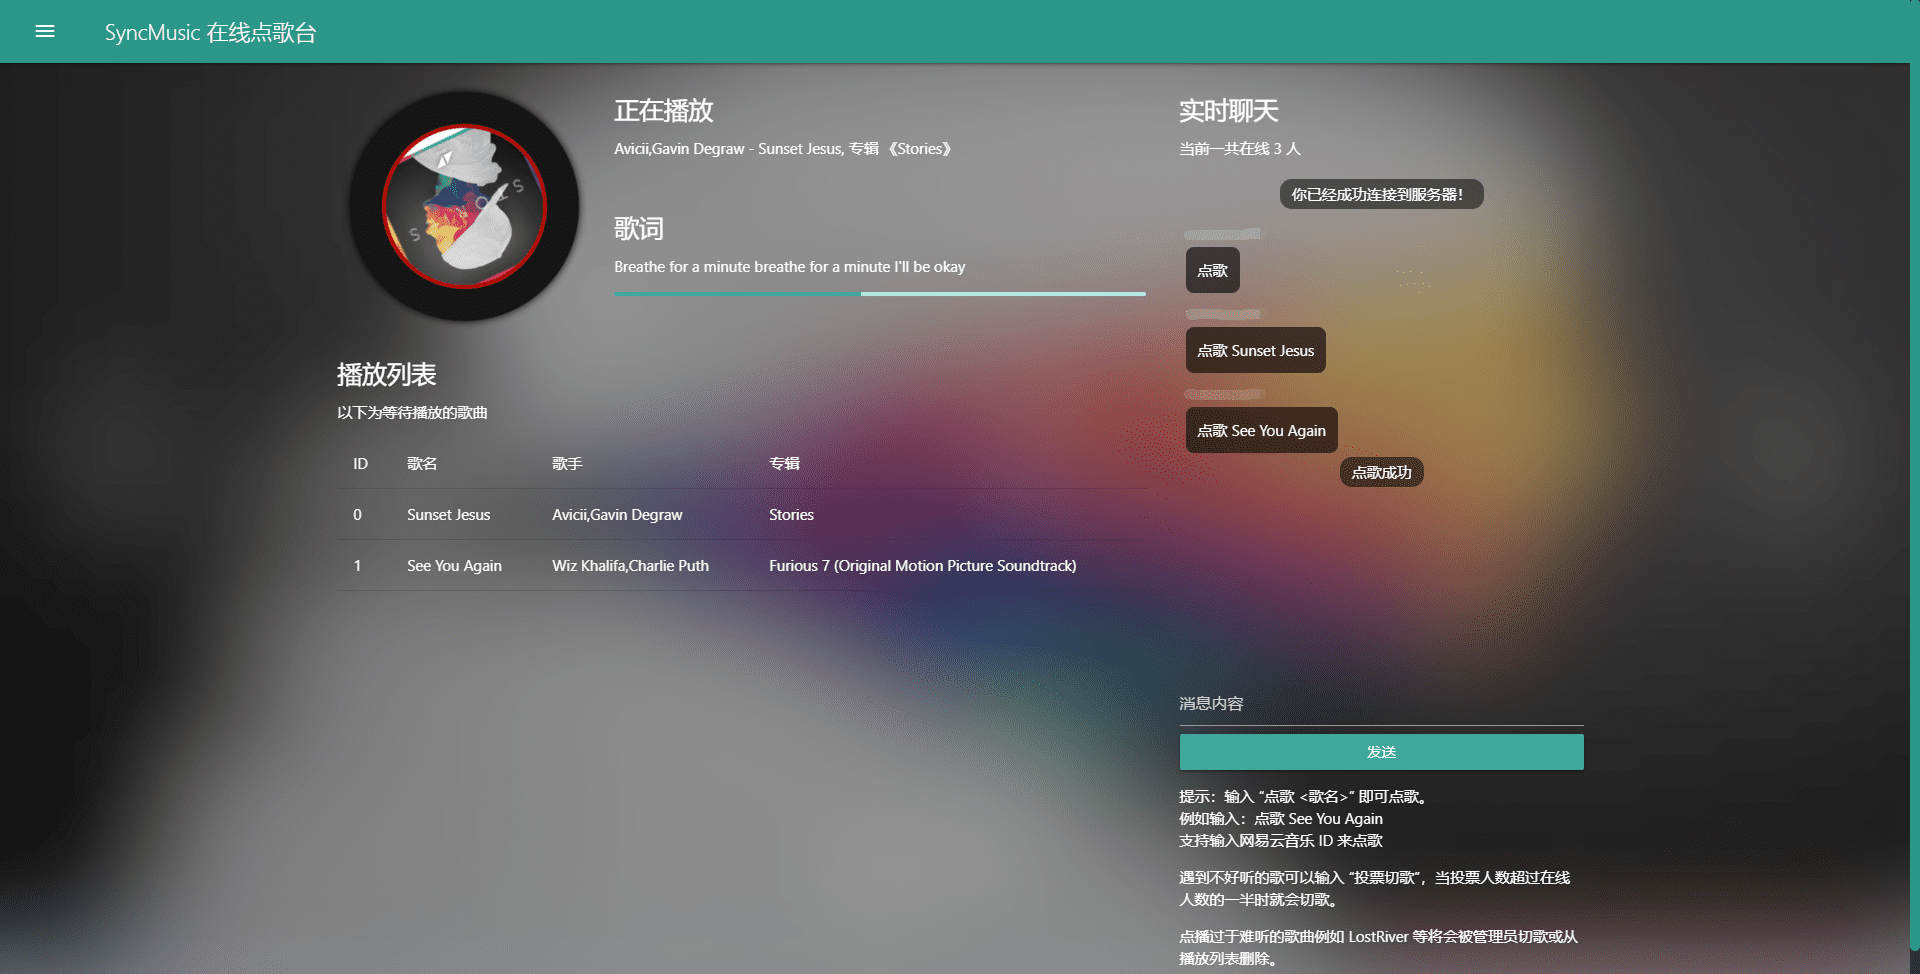 SyncMusic 在线点歌台
正在播放
Avicii,Gavin Degraw - Sunset Jesus, 专辑 《Stories》
歌词
Breathe for a minute breathe for a minute I'll be okay
播放列表
以下为等待播放的歌曲
ID 歌名 歌手 专辑
0 Sunset Jesus Avicii,Gavin Degraw Stories
1 See You Again Wiz Khalifa,Charlie Puth Furious 7 (Original Motion Picture Soundtrack)
实时聊天
当前一共在线 3 人
你已经成功连接到服务器！
点歌
点歌 Sunset Jesus
点歌 See You Again
点歌成功
消息内容
发送
提示：输入 “点歌 <歌名>” 即可点歌。
例如输入：点歌 See You Again
支持输入网易云音乐 ID 来点歌
遇到不好听的歌可以输入 “投票切歌”，当投票人数超过在线
人数的一半时就会切歌。
点播过于难听的歌曲例如 LostRiver 等将会被管理员切歌或从
播放列表删除。